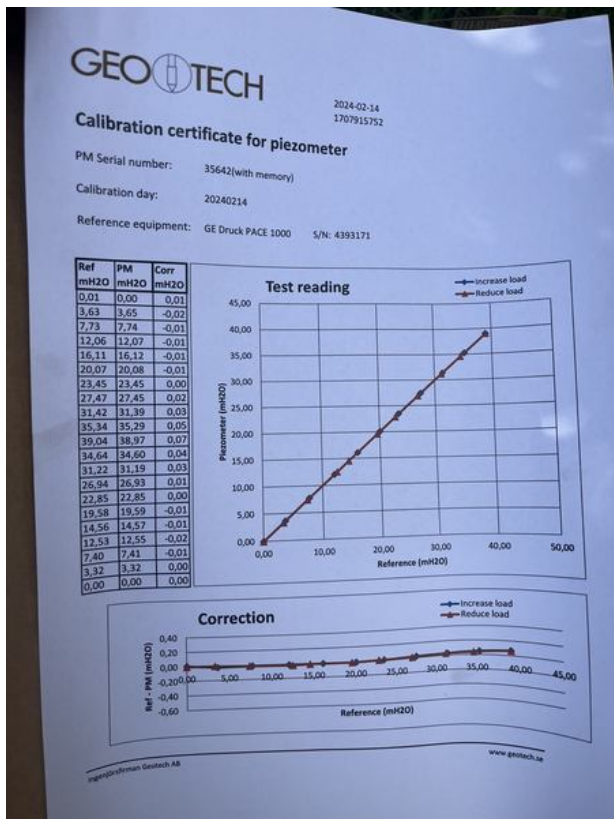 GEOTECH
2024-02-14
1707915752
Calibration certificate for piezometer
PM Serial number: 35642(with memory)
Calibration day: 20240214
Reference equipment: GE Druck PACE 1000 S/N: 4393171
Ref PM Corr
mH2O mH2O mH2O
0,01 0,00 0,01
3,63 3,65 -0,02
7,73 7,74 -0,01
12,06 12,07 -0,01
16,11 16,12 -0,01
20,07 20,08 -0,01
23,45 23,45 0,00
27,47 27,45 0,02
31,42 31,39 0,03
35,34 35,29 0,05
39,04 38,97 0,07
34,64 34,60 0,04
31,22 31,19 0,03
26,94 26,93 0,01
22,85 22,85 0,00
19,58 19,59 -0,01
14,56 14,57 -0,01
12,53 12,55 -0,02
7,40 7,41 -0,01
3,32 3,32 0,00
0,00 0,00 0,00
Test reading
Increase load
Reduce load
45,00
40,00
35,00
30,00
25,00
20,00
15,00
10,00
5,00
0,00
Piezometer (mH2O)
0,00 10,00 20,00 30,00 40,00 50,00
Reference (mH2O)
Correction
Increase load
Reduce load
0,40
0,20
0,00
-0,20
-0,40
-0,60
Ref - PM (mH2O)
0,00 5,00 10,00 15,00 20,00 25,00 30,00 35,00 40,00 45,00
Reference (mH2O)
Ingenjörsfirman Geotech AB
www.geotech.se